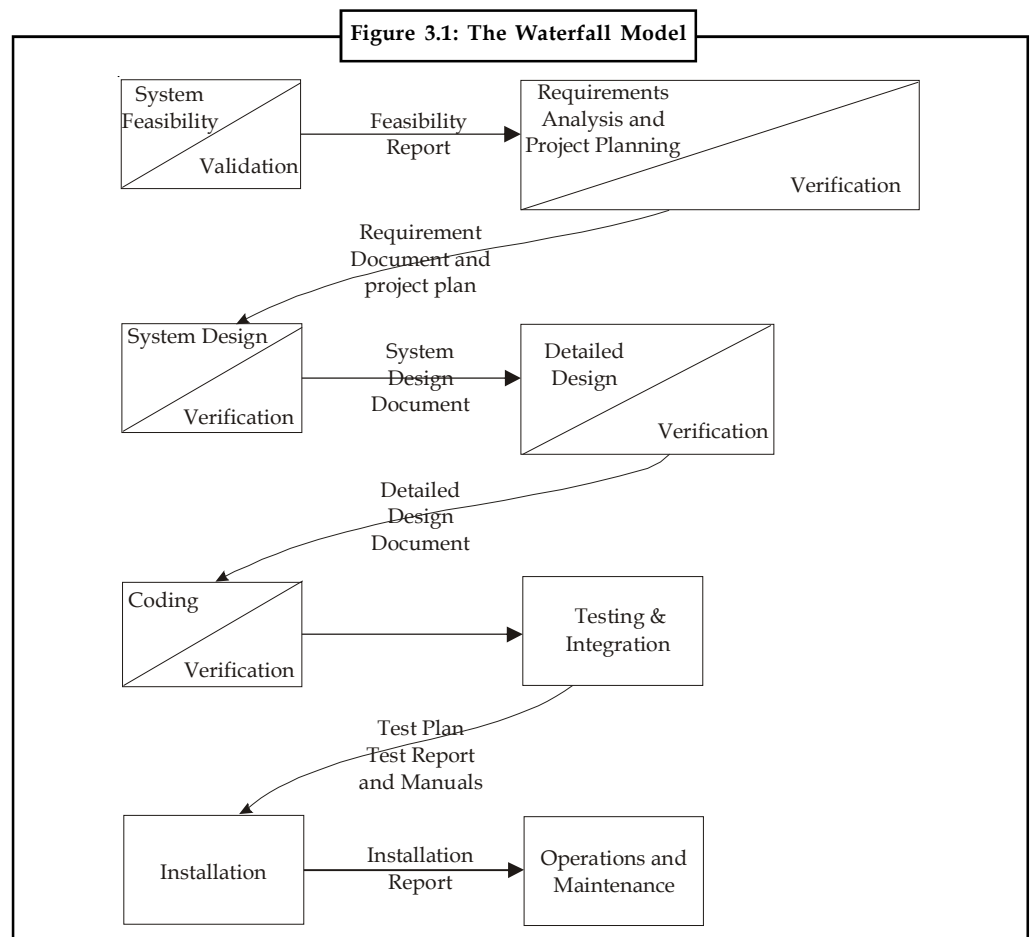 Figure 3.1: The Waterfall Model
System
Feasibility
Validation
Feasibility
Report
Requirements
Analysis and
Project Planning
Verification
Requirement
Document and
project plan
System Design
Verification
System
Design
Document
Detailed
Design
Verification
Detailed
Design
Document
Coding
Verification
Testing &
Integration
Test Plan
Test Report
and Manuals
Installation
Installation
Report
Operations and
Maintenance